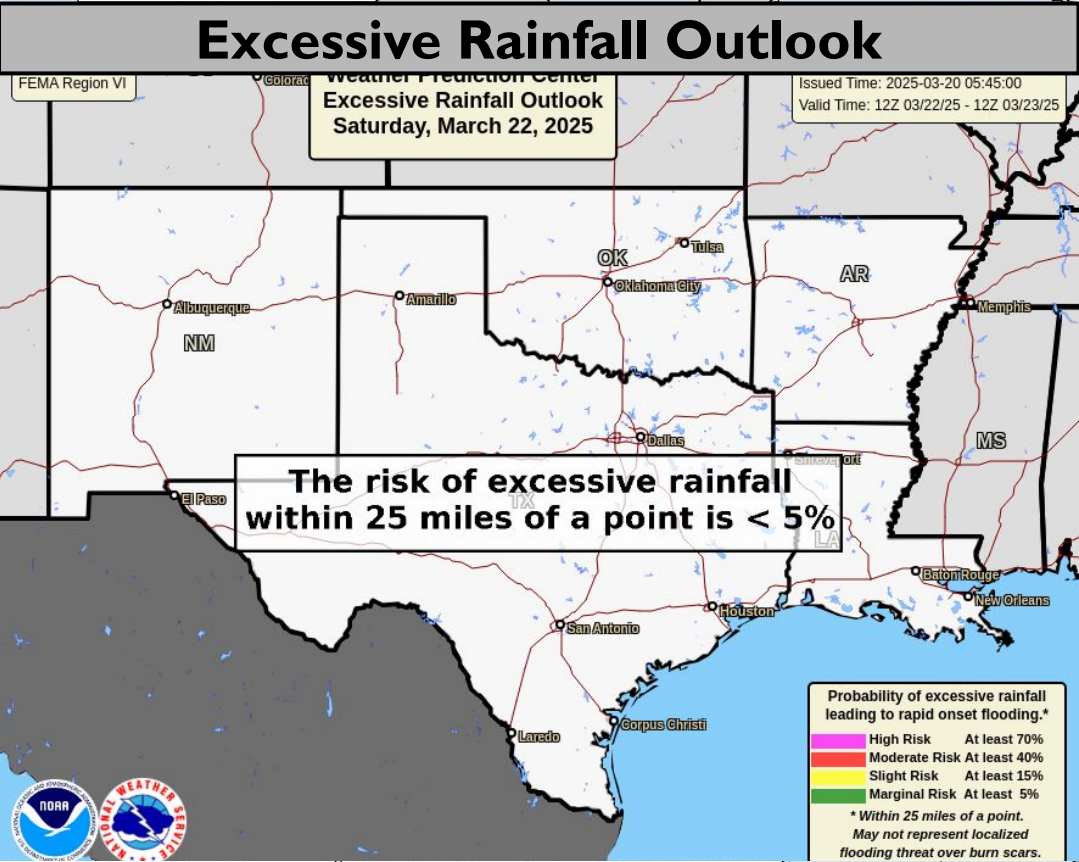 Excessive Rainfall Outlook
FEMA Region VI
Weather Prediction Center
Excessive Rainfall Outlook
Saturday, March 22, 2025
Issued Time: 2025-03-20 05:45:00
Valid Time: 12Z 03/22/25 - 12Z 03/23/25
Colorad
OK
Tulsa
AR
Oklahoma City
Albuquerque
Amarillo
Memphis
NM
Dallas
MS
Shreveport
The risk of excessive rainfall
within 25 miles of a point is < 5%
El Paso
TX
LA
Baton Rouge
New Orleans
Houston
San Antonio
Corpus Christi
Laredo
Probability of excessive rainfall
leading to rapid onset flooding.*
High Risk At least 70%
Moderate Risk At least 40%
Slight Risk At least 15%
Marginal Risk At least 5%
* Within 25 miles of a point.
May not represent localized
flooding threat over burn scars.
NOAA
NATIONAL WEATHER SERVICE